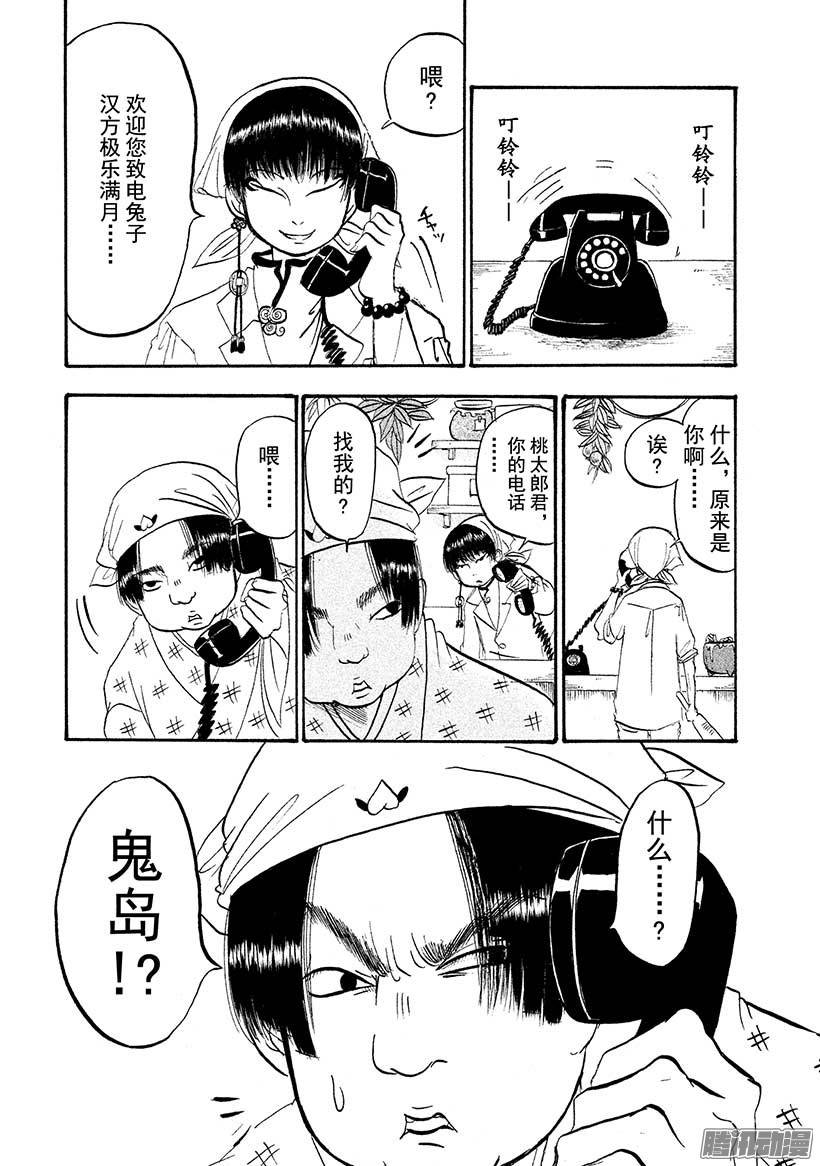 叮铃铃——
叮铃铃——
喂？
チャッ
欢迎您致电兔子
汉方极乐满月……
什么，原来是
你啊……
诶？
桃太郎君，
你的电话
……
找我的？
喂……
什么……？
鬼岛
！？
腾讯动漫